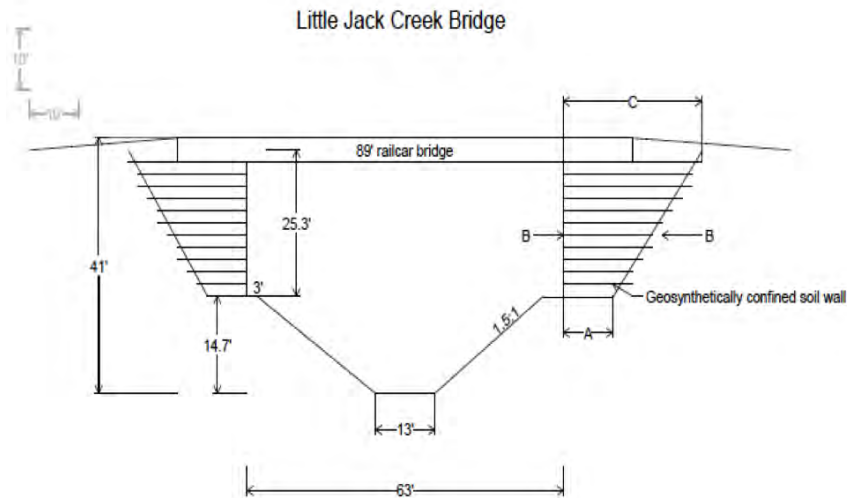 Little Jack Creek Bridge
10'
10'
C
89' railcar bridge
25.3'
B
B
41'
3'
Geosynthetically confined soil wall
1.5:1
A
14.7'
13'
63'